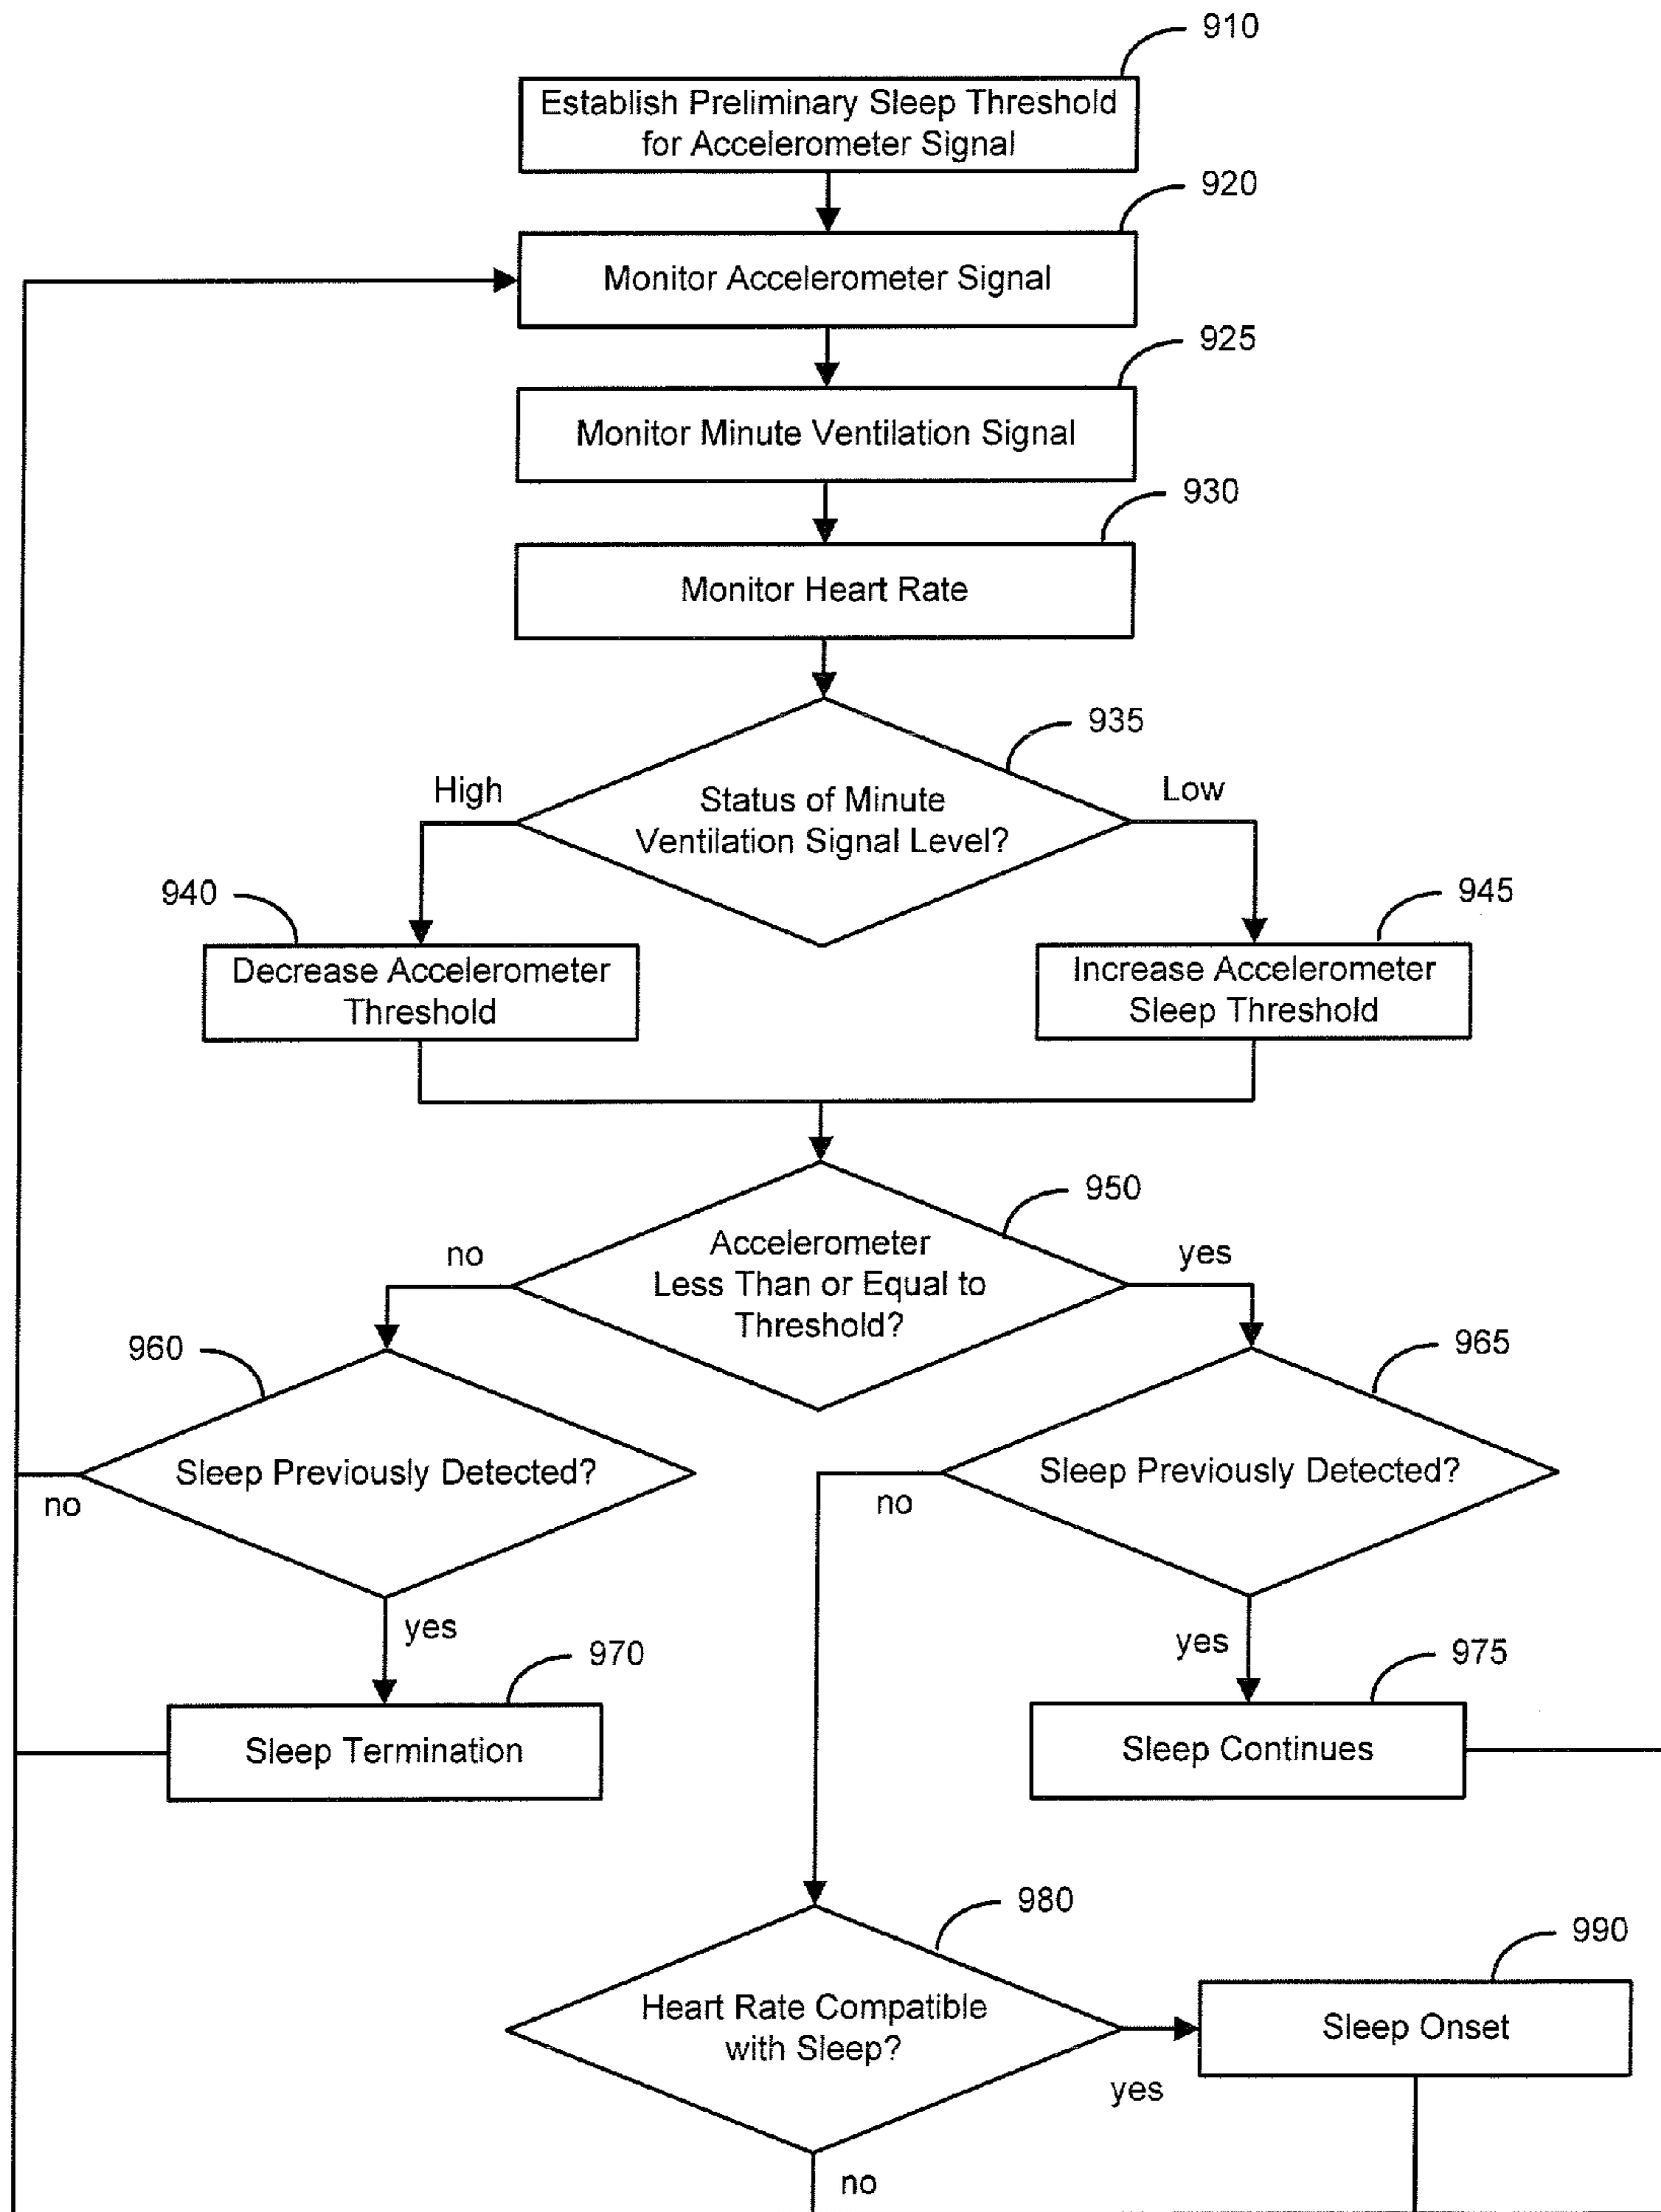 910
Establish Preliminary Sleep Threshold
for Accelerometer Signal
920
Monitor Accelerometer Signal
925
Monitor Minute Ventilation Signal
930
Monitor Heart Rate
935
High
Status of Minute
Ventilation Signal Level?
Low
940
945
Decrease Accelerometer
Threshold
Increase Accelerometer
Sleep Threshold
950
no
Accelerometer
Less Than or Equal to
Threshold?
yes
960
965
Sleep Previously Detected?
no
Sleep Previously Detected?
no
yes
970
yes
975
Sleep Termination
Sleep Continues
980
990
Heart Rate Compatible
with Sleep?
yes
Sleep Onset
no